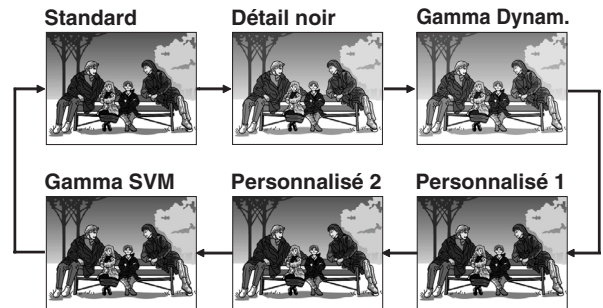 Standard
Détail noir
Gamma Dynam.
Gamma SVM
Personnalisé 2
Personnalisé 1